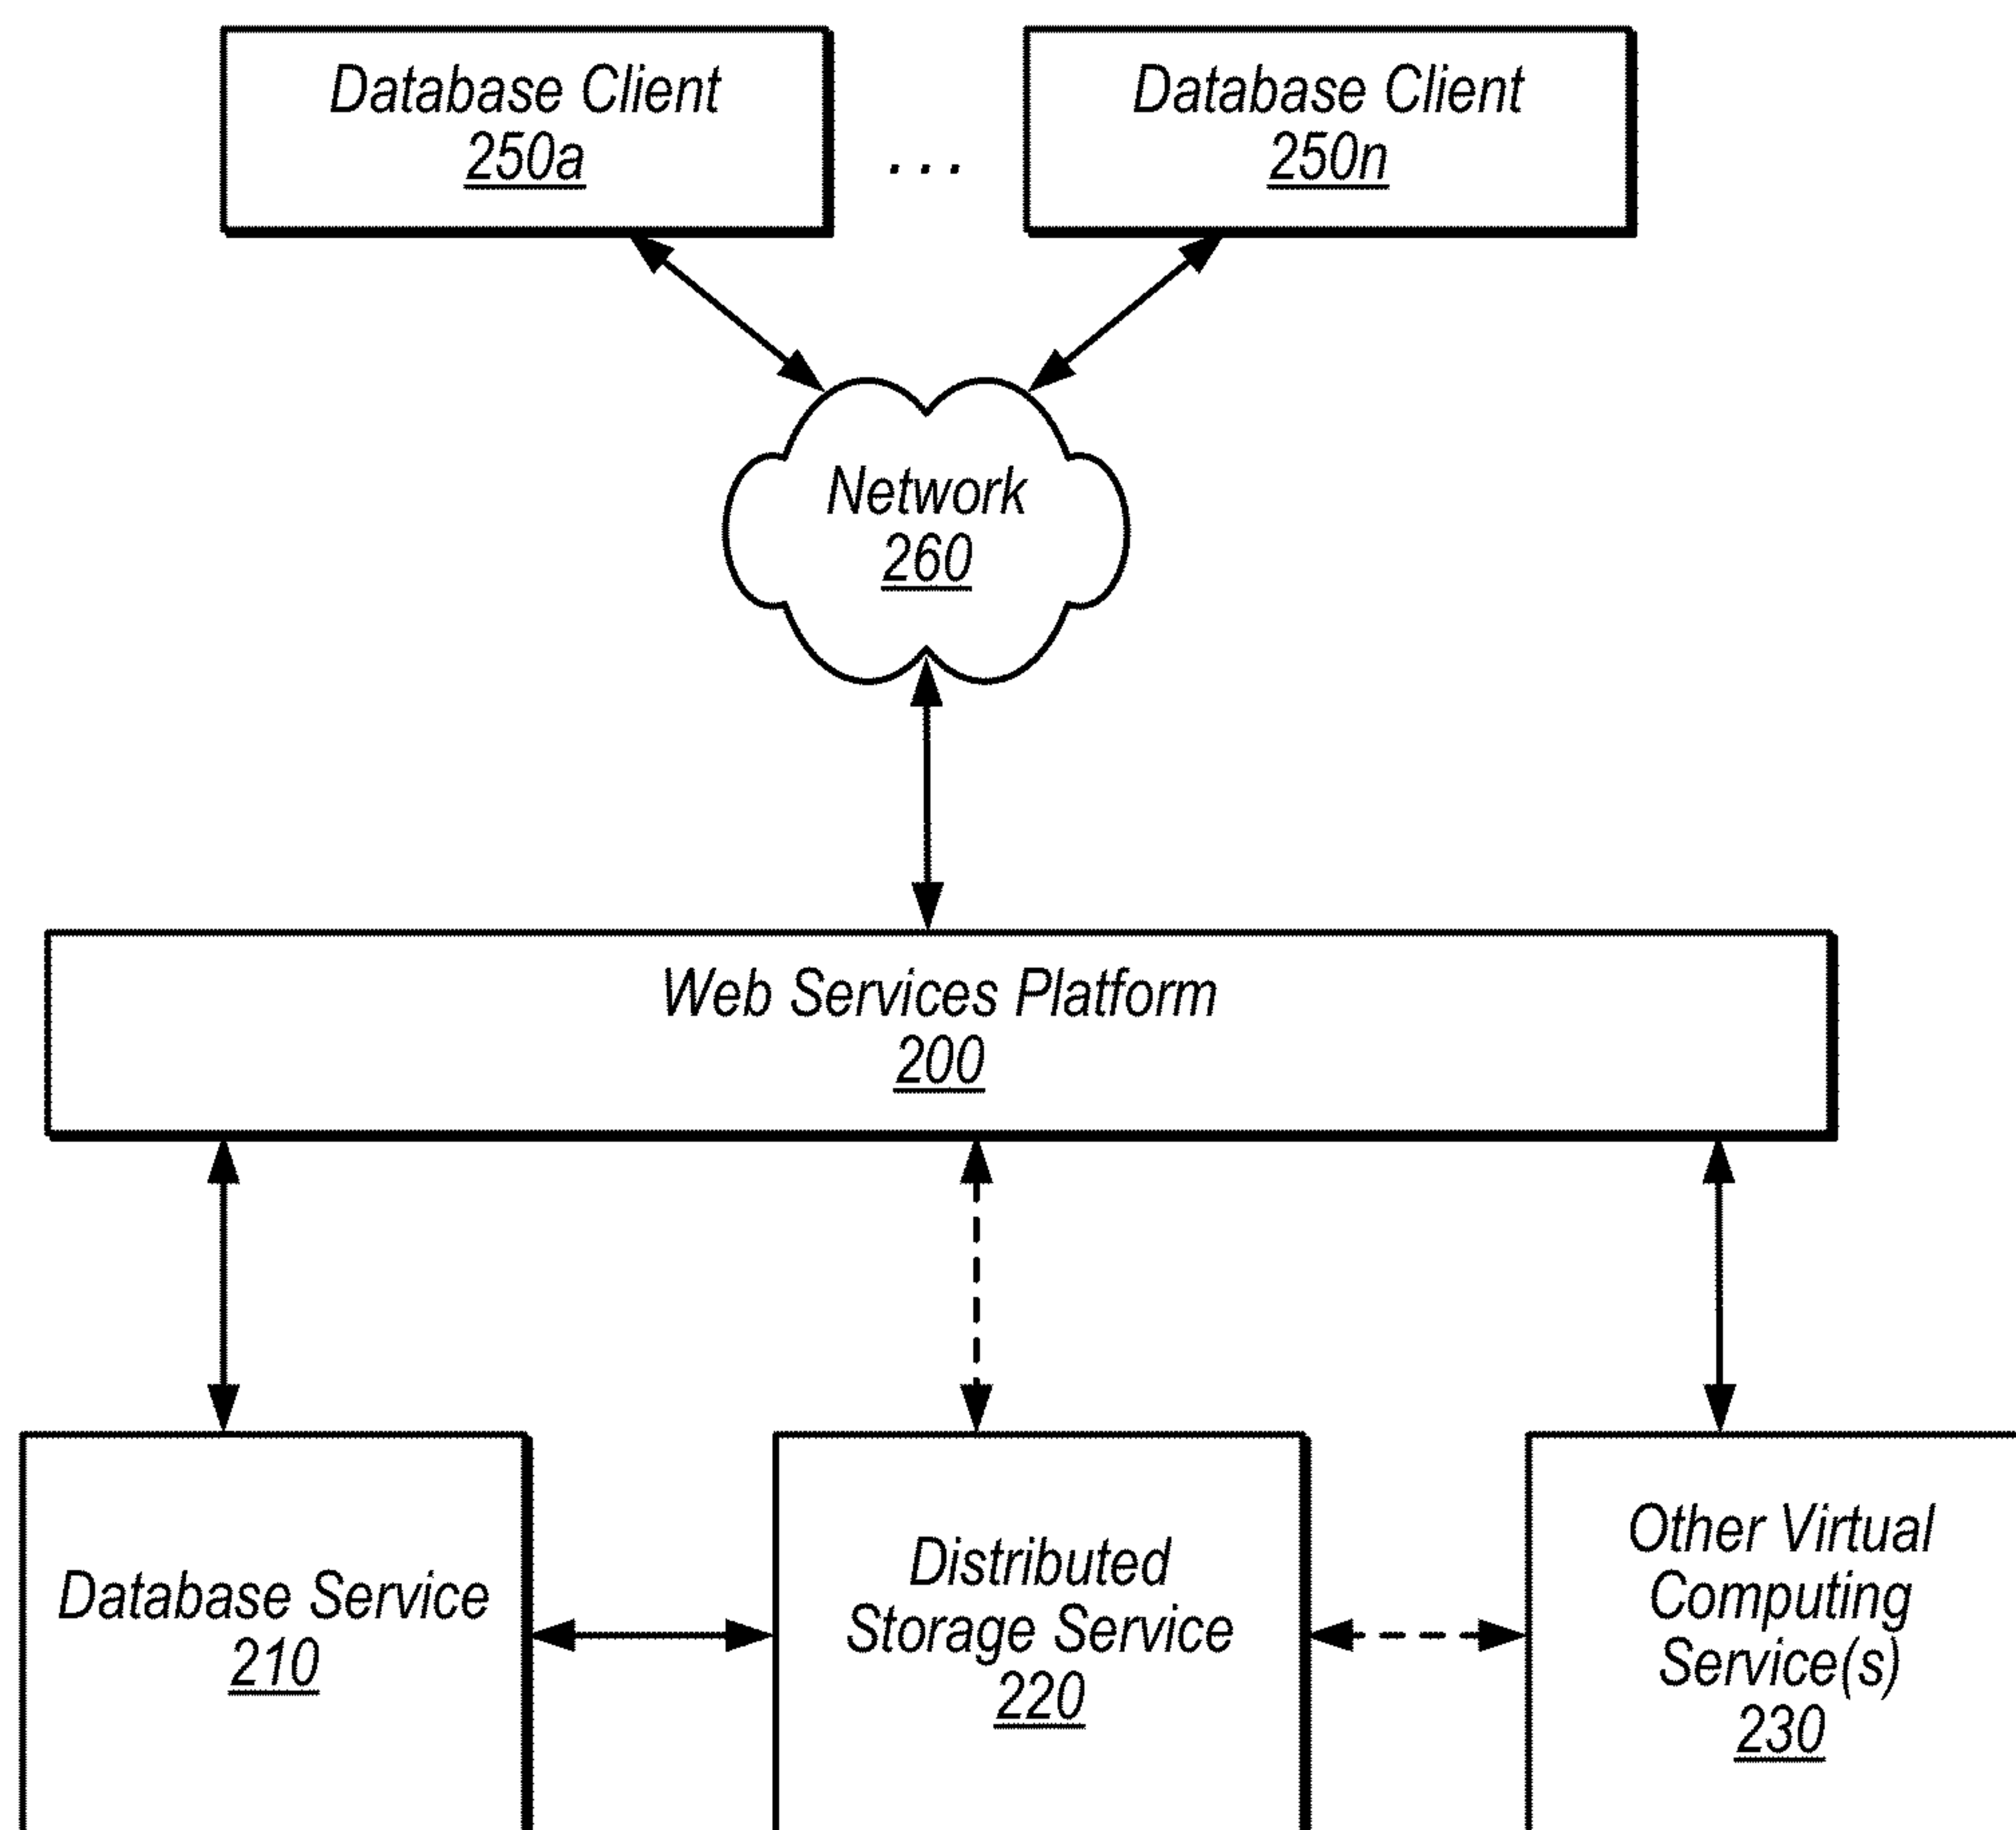 Database Client
250a
...
Database Client
250n
Network
260
Web Services Platform
200
Database Service
210
Distributed
Storage Service
220
Other Virtual
Computing
Service(s)
230